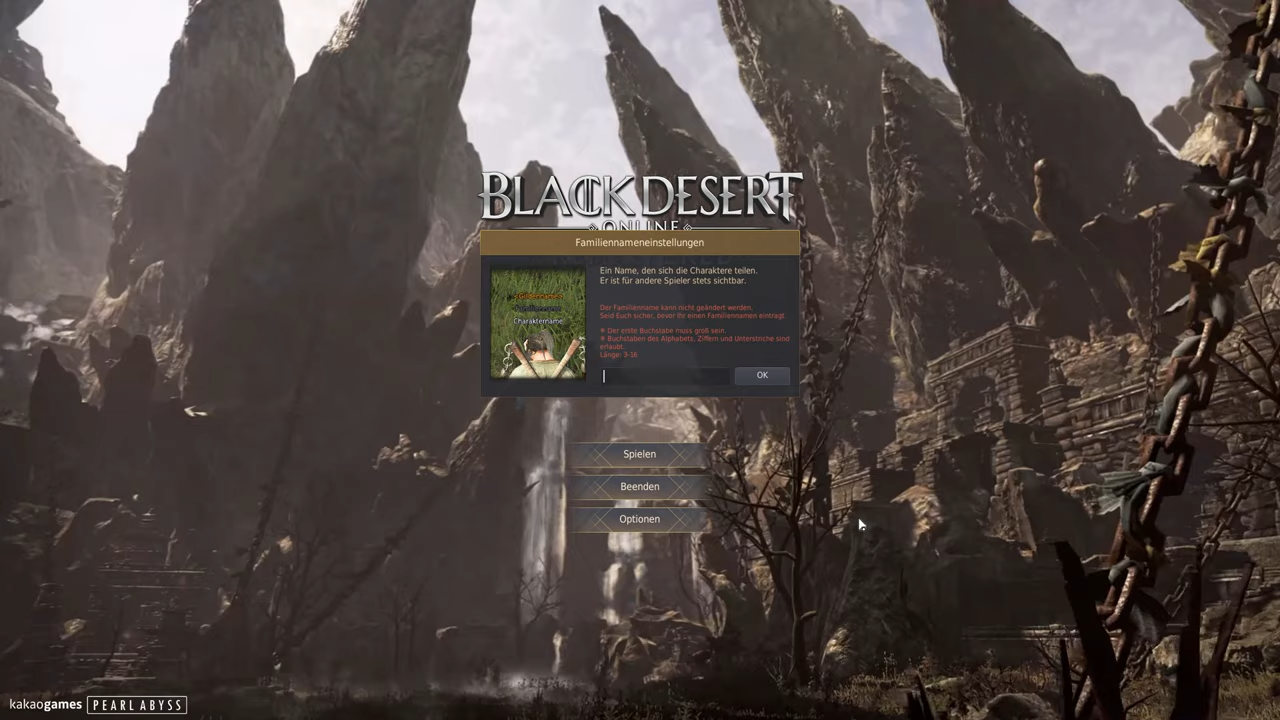 BLACK DESERT
ONLINE
Familiennameneinstellungen
Ein Name, den sich die Charaktere teilen.
Er ist für andere Spieler stets sichtbar.
Charaktername
Der Familienname kann nicht geändert werden.
Seid Euch sicher, bevor Ihr einen Familiennamen eintragt.
※ Der erste Buchstabe muss groß sein.
※ Buchstaben des Alphabets, Ziffern und Unterstriche sind
erlaubt.
Länge: 3-16
OK
Spielen
Beenden
Optionen
kakaogames PEARL ABYSS